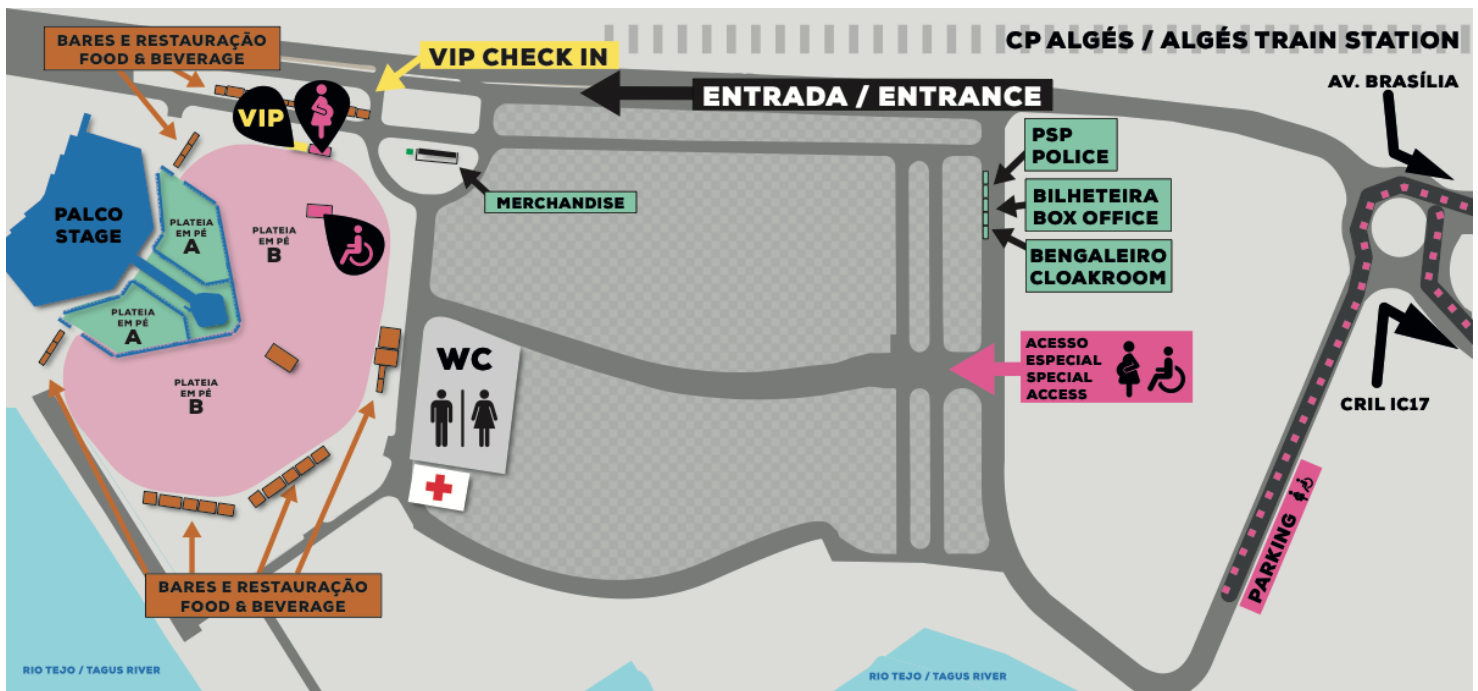 BARES E RESTAURAÇÃO
FOOD & BEVERAGE
VIP CHECK IN
CP ALGÉS / ALGÉS TRAIN STATION
ENTRADA / ENTRANCE
AV. BRASÍLIA
VIP
PSP
POLICE
MERCHANDISE
BILHETEIRA
BOX OFFICE
BENGALEIRO
CLOAKROOM
PALCO
STAGE
PLATEIA
EM PÉ
A
PLATEIA
EM PÉ
B
PLATEIA
EM PÉ
A
PLATEIA
EM PÉ
B
WC
ACESSO
ESPECIAL
SPECIAL
ACCESS
CRIL IC17
PARKING
BARES E RESTAURAÇÃO
FOOD & BEVERAGE
RIO TEJO / TAGUS RIVER
RIO TEJO / TAGUS RIVER